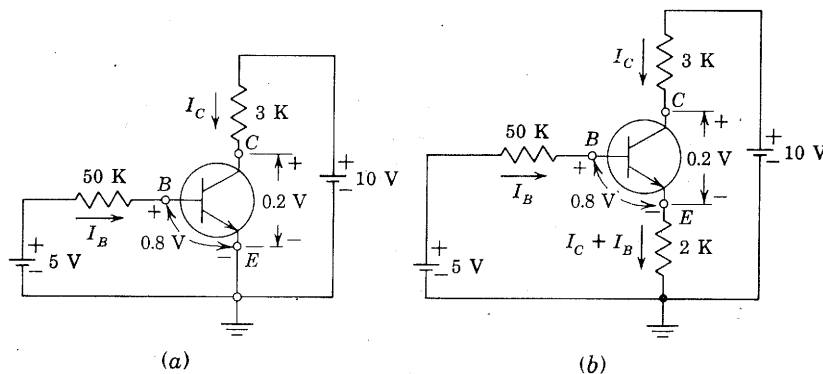 I_C
3 K
C
+
50 K
B
+
I_B
0.8 V
0.2 V
+
−
10 V
−
−
E
+
−
5 V
(a)
I_C
3 K
C
+
50 K
B
+
I_B
0.8 V
0.2 V
+
−
10 V
−
−
E
I_C + I_B
2 K
+
−
5 V
(b)